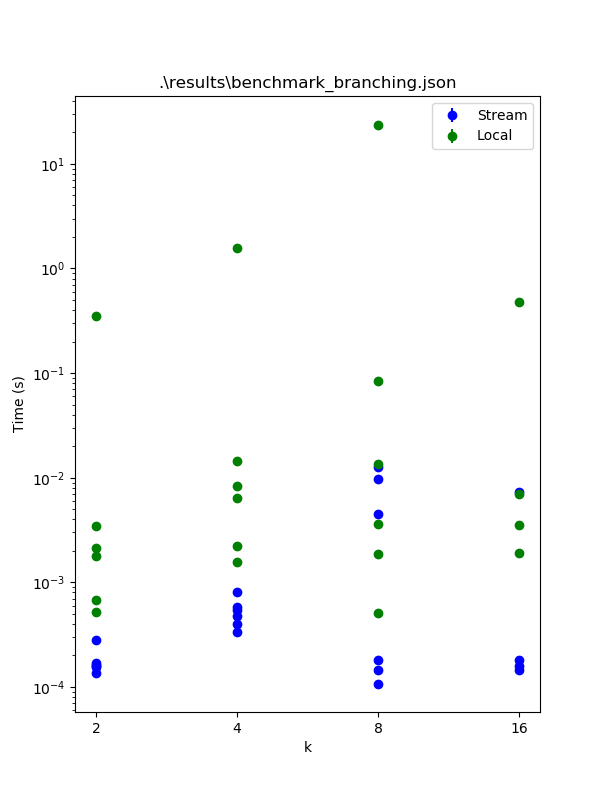 .\results\benchmark_branching.json
Stream
Local
10¹
10⁰
10⁻¹
10⁻²
10⁻³
10⁻⁴
Time (s)
2 4 8 16
k